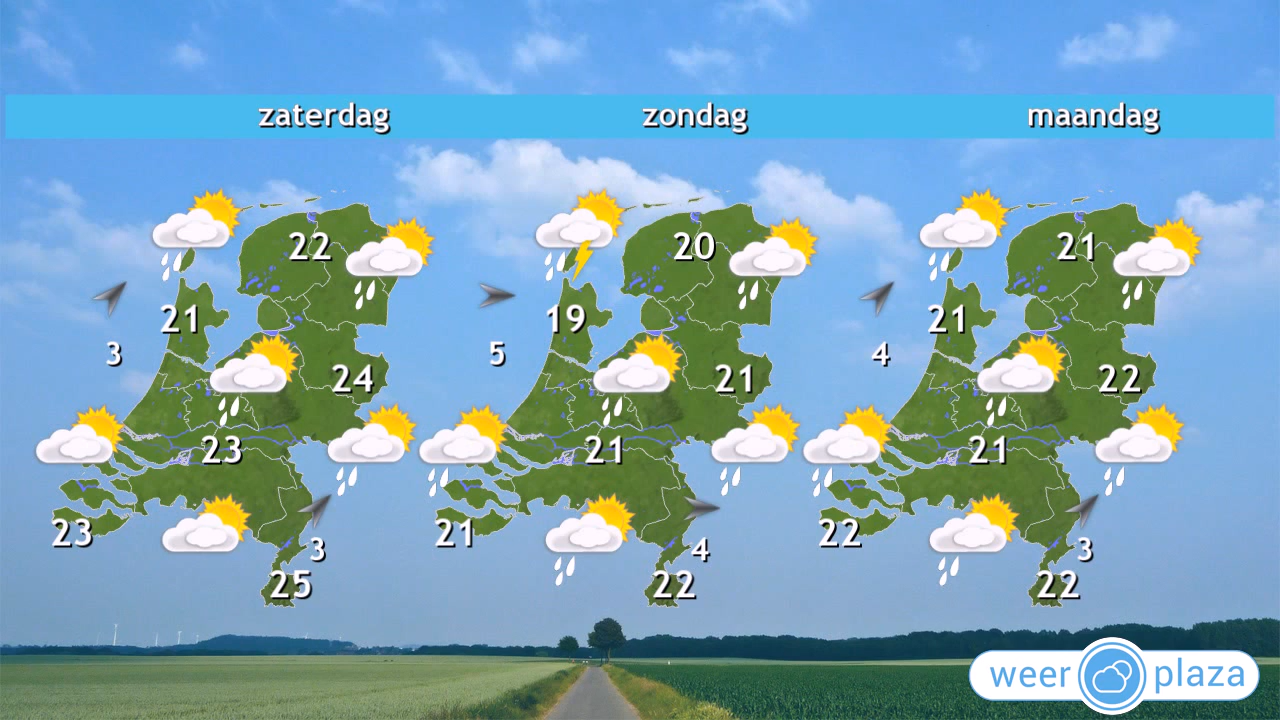 zaterdag zondag maandag
22 20 21
21 19 21
3 5 4
24 21 22
23 21 21
23 21 22
3 4 3
25 22 22
weer plaza